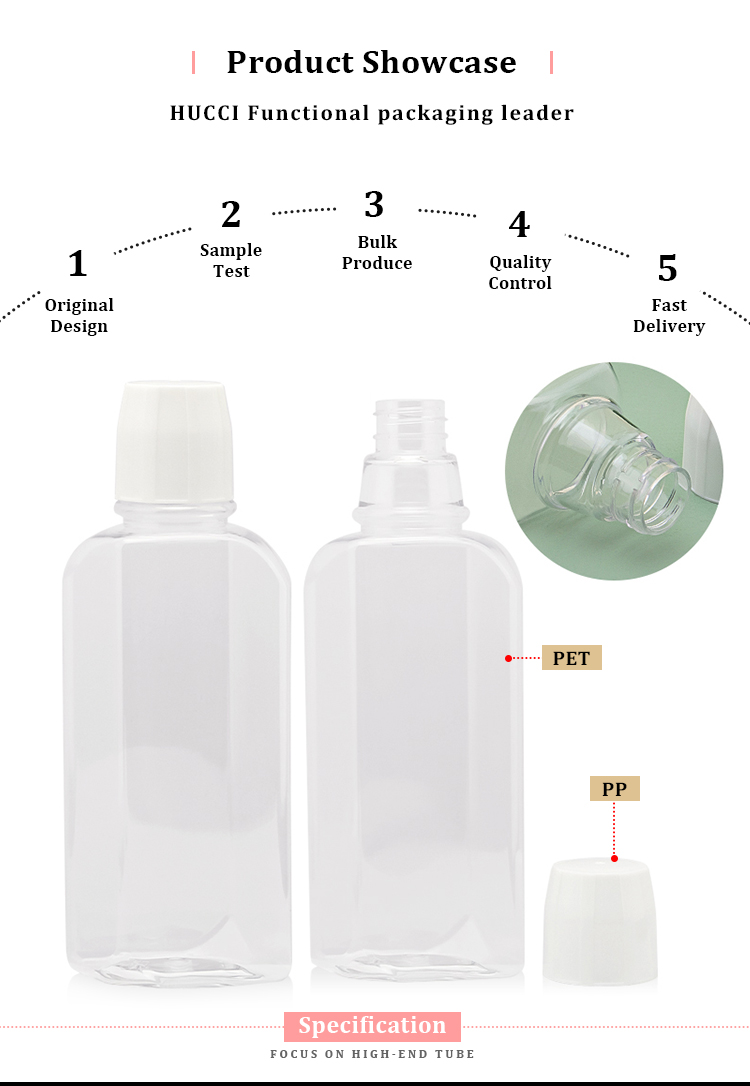 Product Showcase
HUCCI Functional packaging leader
1
Original
Design
2
Sample
Test
3
Bulk
Produce
4
Quality
Control
5
Fast
Delivery
PET
PP
Specification
FOCUS ON HIGH-END TUBE